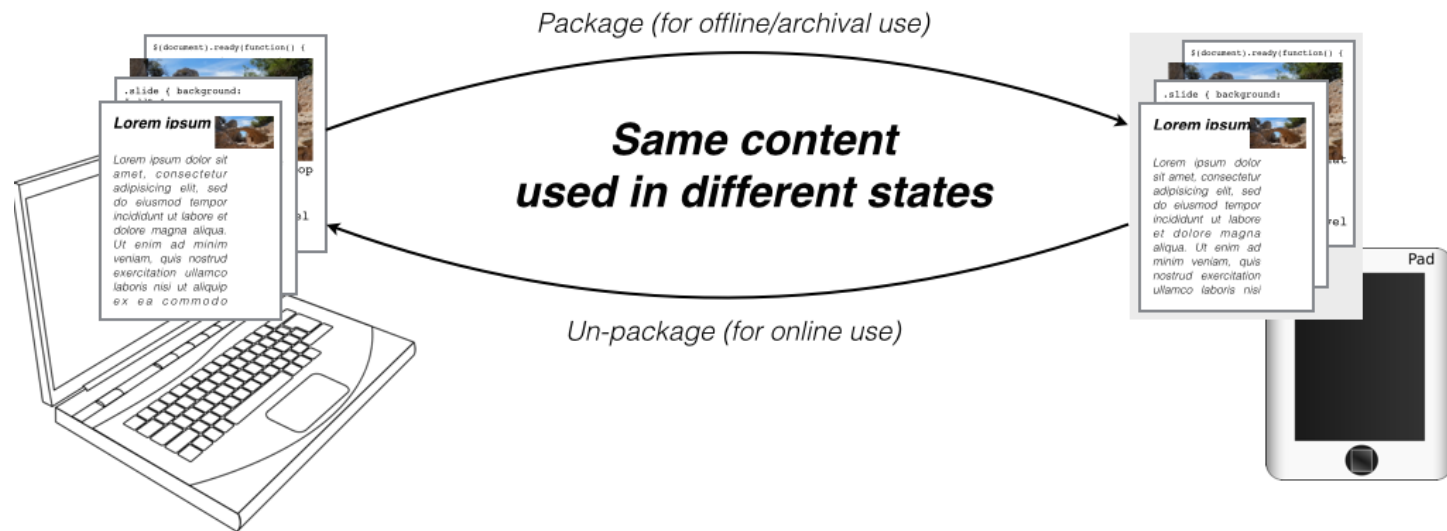 Package (for offline/archival use)
$(document).ready(function() {
.slide { background:
Lorem ipsum
Lorem ipsum dolor sit
amet, consectetur
adipisicing elit, sed
do eiusmod tempor
incididunt ut labore et
dolore magna aliqua.
Ut enim ad minim
veniam, quis nostrud
exercitation ullamco
laboris nisi ut aliquip
ex ea commodo
Same content
used in different states
Un-package (for online use)
$(document).ready(function() {
.slide { background:
Lorem ipsum
Lorem ipsum dolor
sit amet, consectetur
adipisicing elit, sed
do eiusmod tempor
incididunt ut labore
et dolore magna
aliqua. Ut enim ad
minim veniam, quis
nostrud exercitation
ullamco laboris nisi
Pad